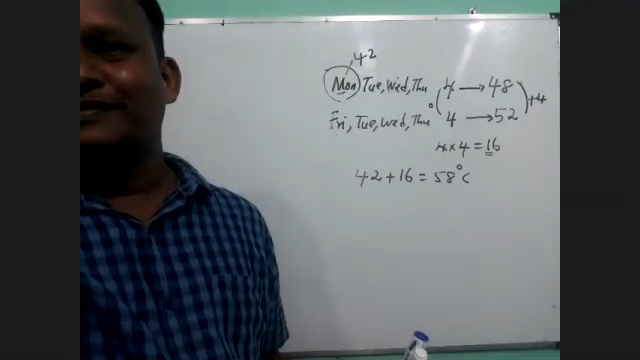 42
Mon Tue, Wed, Thu 4 → 48
Fri, Tue, Wed, Thu 4 → 52 +4
4×4 = 16
42 + 16 = 58°C